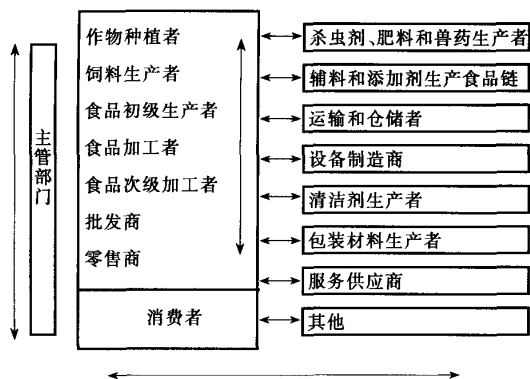 主管部门
作物种植者
饲料生产者
食品初级生产者
食品加工者
食品次级加工者
批发商
零售商
消费者
杀虫剂、肥料和兽药生产者
辅料和添加剂生产食品链
运输和仓储者
设备制造商
清洁剂生产者
包装材料生产者
服务供应商
其他